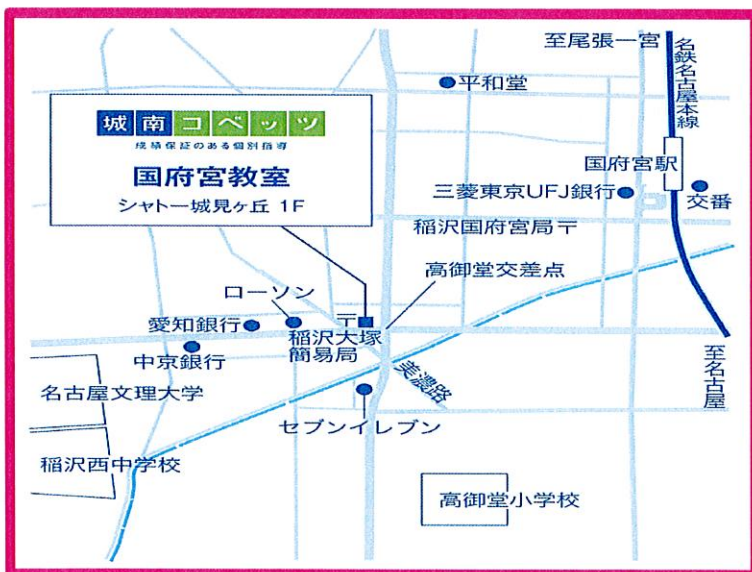 至尾張一宮
名鉄名古屋本線
平和堂
城南コベッツ
成績保証のある個別指導
国府宮教室
シャトー城見ヶ丘 1F
国府宮駅
三菱東京UFJ銀行
交番
稲沢国府宮局〒
高御堂交差点
ローソン
愛知銀行
〒
稲沢大塚
簡易局
中京銀行
美濃路
至名古屋
名古屋文理大学
セブンイレブン
稲沢西中学校
高御堂小学校